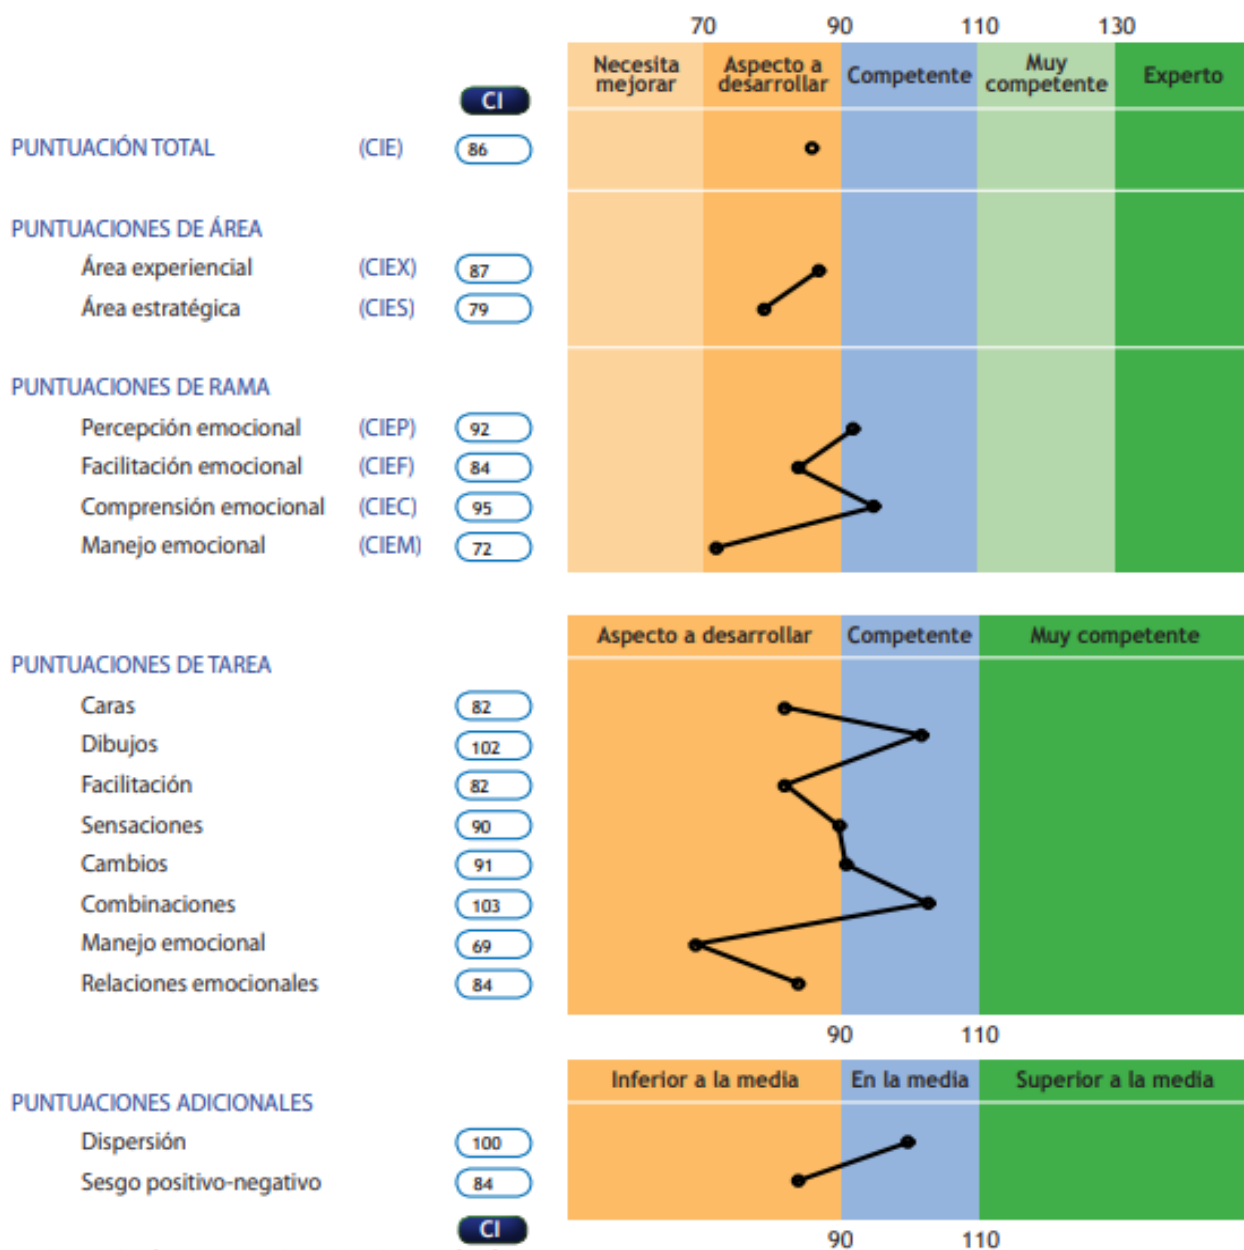 70 90 110 130
Necesita mejorar Aspecto a desarrollar Competente Muy competente Experto
CI
PUNTUACIÓN TOTAL (CIE) 86
PUNTUACIONES DE ÁREA
Área experiencial (CIEX) 87
Área estratégica (CIES) 79
PUNTUACIONES DE RAMA
Percepción emocional (CIEP) 92
Facilitación emocional (CIEF) 84
Comprensión emocional (CIEC) 95
Manejo emocional (CIEM) 72
Aspecto a desarrollar Competente Muy competente
PUNTUACIONES DE TAREA
Caras 82
Dibujos 102
Facilitación 82
Sensaciones 90
Cambios 91
Combinaciones 103
Manejo emocional 69
Relaciones emocionales 84
90 110
Inferior a la media En la media Superior a la media
PUNTUACIONES ADICIONALES
Dispersión 100
Sesgo positivo-negativo 84
CI
90 110